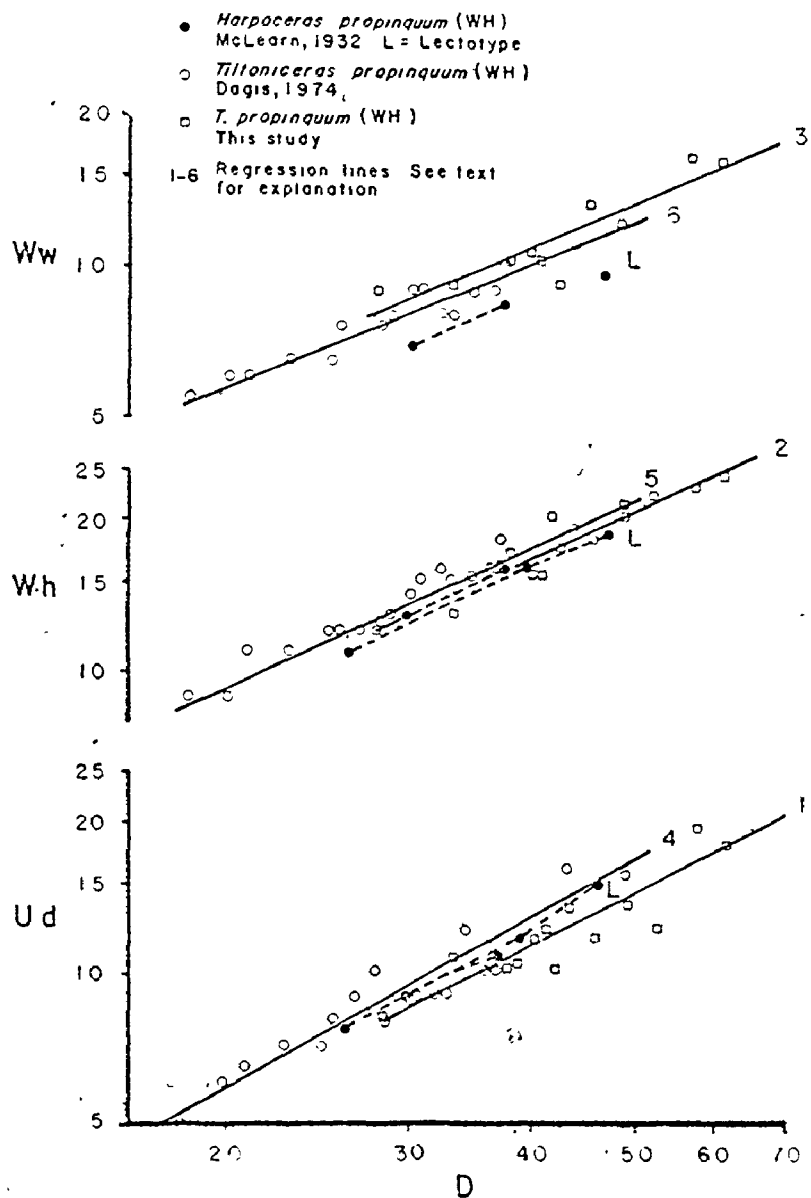 Harpoceras propinquum (WH)
McLearn, 1932 L = Lectotype
Tiltoniceras propinquum (WH)
Dagis, 1974,
T. propinquum (WH)
This study
1-6 Regression lines See text
for explanation
20
15
10
5
Ww
3
6
L
25
20
15
10
Wh
2
5
L
25
20
15
10
5
Ud
1
4
L
20 30 40 50 60 70
D